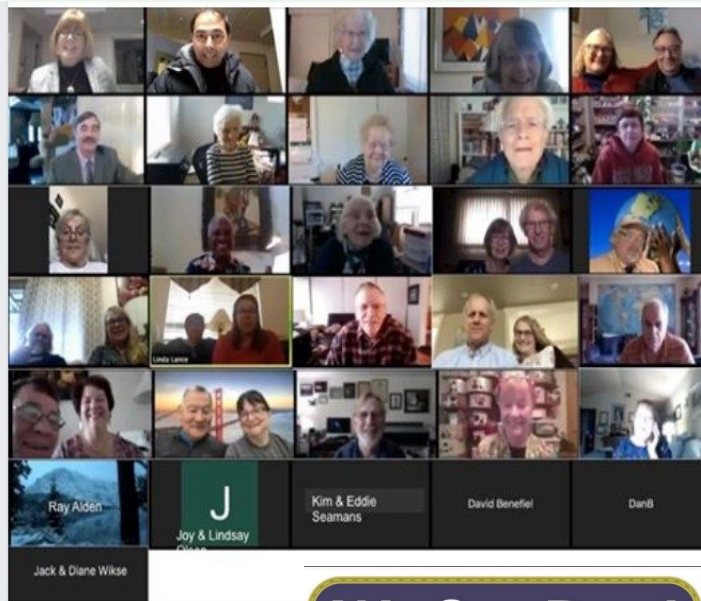 Linda Lance
Ray Alden
J
Joy & Lindsay
Kim & Eddie
Seamans
David Benefiel
DanB
Jack & Diane Wikse